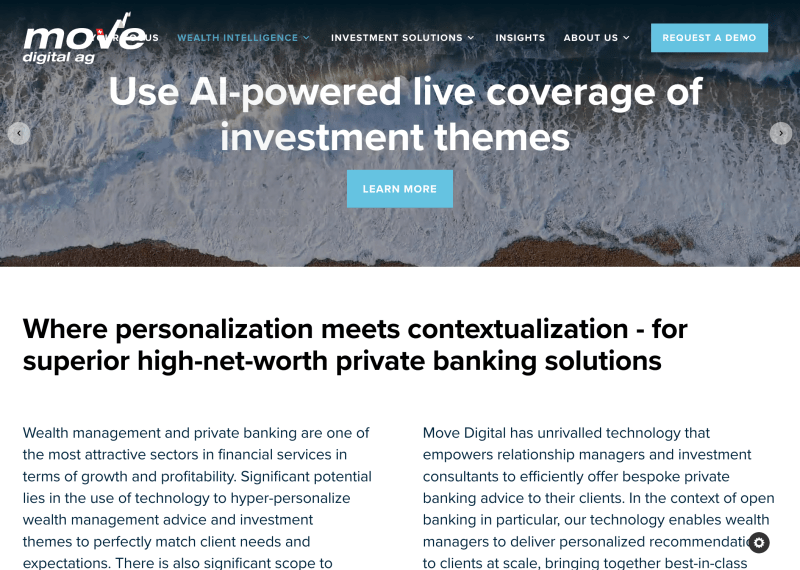 move
digital ag
US
WEALTH INTELLIGENCE
INVESTMENT SOLUTIONS
INSIGHTS
ABOUT US
REQUEST A DEMO
Use AI-powered live coverage of
investment themes
LEARN MORE
Where personalization meets contextualization - for
superior high-net-worth private banking solutions
Wealth management and private banking are one of
the most attractive sectors in financial services in
terms of growth and profitability. Significant potential
lies in the use of technology to hyper-personalize
wealth management advice and investment
themes to perfectly match client needs and
expectations. There is also significant scope to
Move Digital has unrivalled technology that
empowers relationship managers and investment
consultants to efficiently offer bespoke private
banking advice to their clients. In the context of open
banking in particular, our technology enables wealth
managers to deliver personalized
to clients at scale, bringing together best-in-class